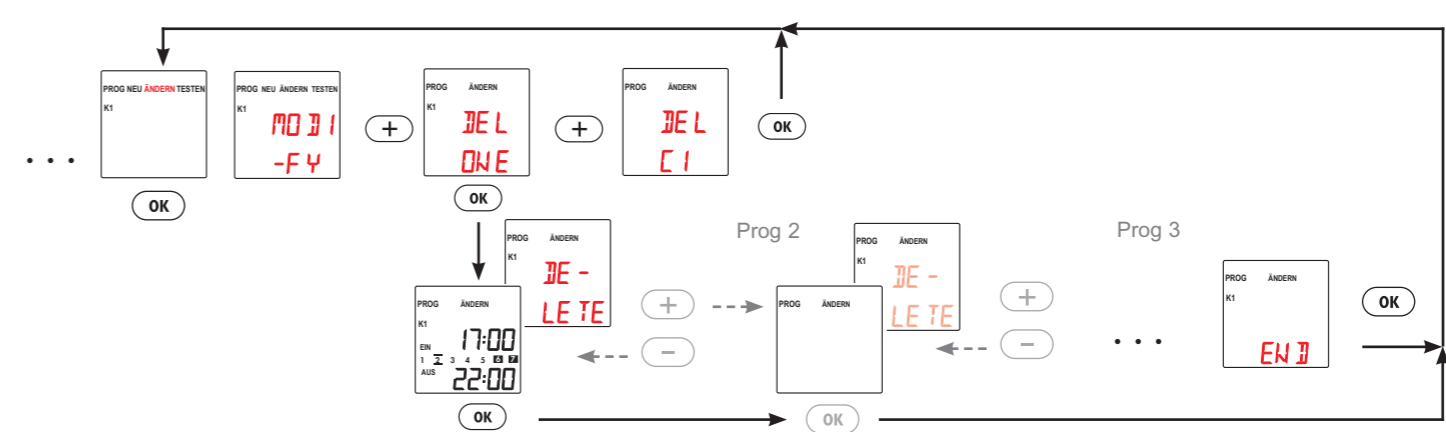 PROG NEU ÄNDERN TESTEN
K1
OK
PROG NEU ÄNDERN TESTEN
K1
MODI
-FY
+
PROG ÄNDERN
K1
DEL
ONE
OK
+
PROG ÄNDERN
DEL
C1
OK
. . .
PROG ÄNDERN
K1
DE-
LETE
PROG ÄNDERN
K1
EIN 17:00
1 2 3 4 5 6 7
AUS 22:00
OK
+
-
Prog 2
PROG ÄNDERN
K1
DE-
LETE
PROG ÄNDERN
OK
+
-
Prog 3
. . .
PROG ÄNDERN
K1
END
OK